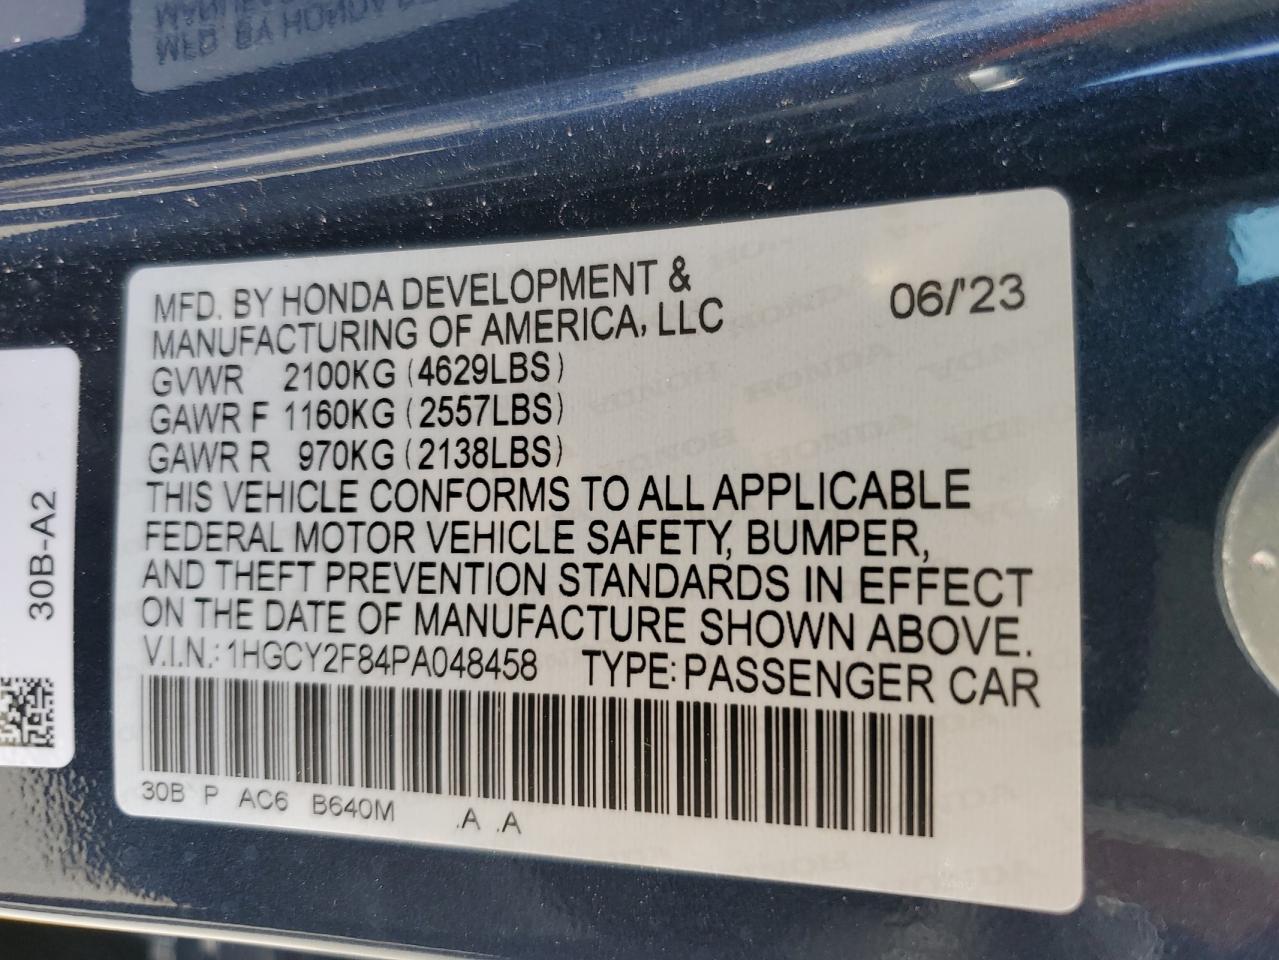 MFD. BY HONDA DEVELOPMENT &
MANUFACTURING OF AMERICA, LLC
06/'23
GVWR 2100KG (4629LBS)
GAWR F 1160KG (2557LBS)
GAWR R 970KG (2138LBS)
THIS VEHICLE CONFORMS TO ALL APPLICABLE
FEDERAL MOTOR VEHICLE SAFETY, BUMPER,
AND THEFT PREVENTION STANDARDS IN EFFECT
ON THE DATE OF MANUFACTURE SHOWN ABOVE.
V.I.N.: 1HGCY2F84PA048458 TYPE: PASSENGER CAR
30B P AC6 B640M .A .A
30B-A2